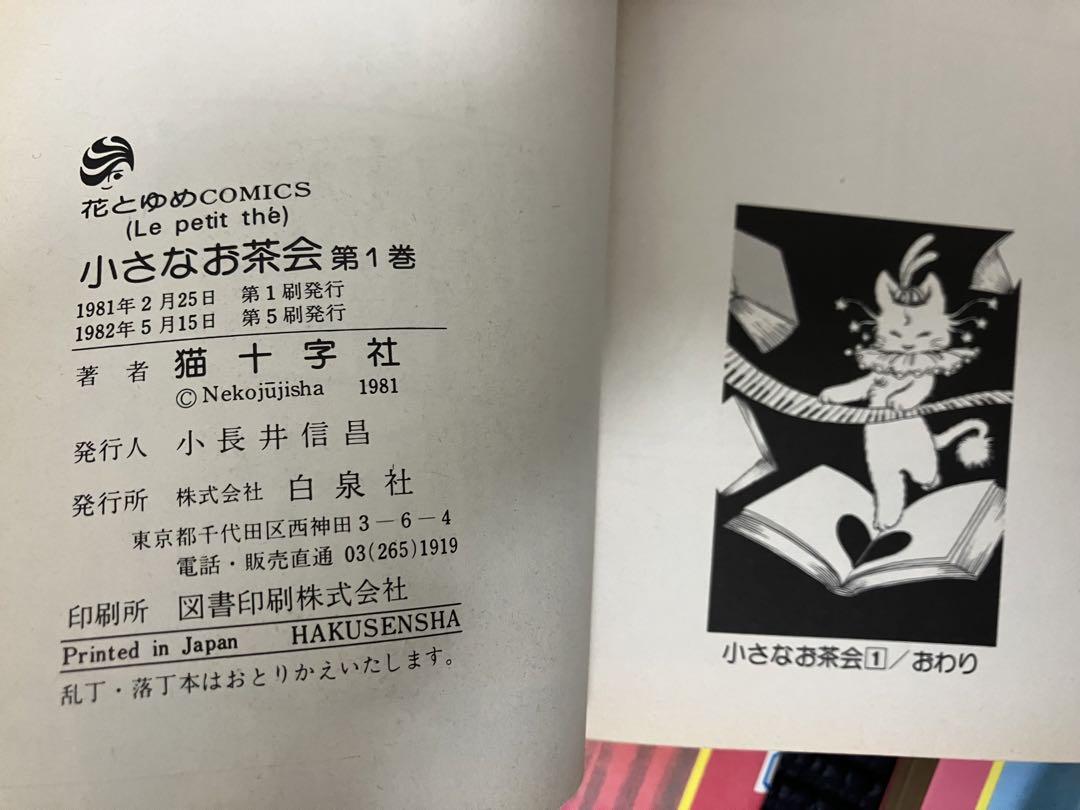 花とゆめCOMICS
(Le petit thé)
小さなお茶会 第1巻
1981年2月25日 第1刷発行
1982年5月15日 第5刷発行
著者 猫十字社
© Nekojūjisha 1981
発行人 小長井信昌
発行所 株式会社 白泉社
東京都千代田区西神田3－6－4
電話・販売直通 03(265)1919
印刷所 図書印刷株式会社
Printed in Japan HAKUSENSHA
乱丁・落丁本はおとりかえいたします。
小さなお茶会1／おわり